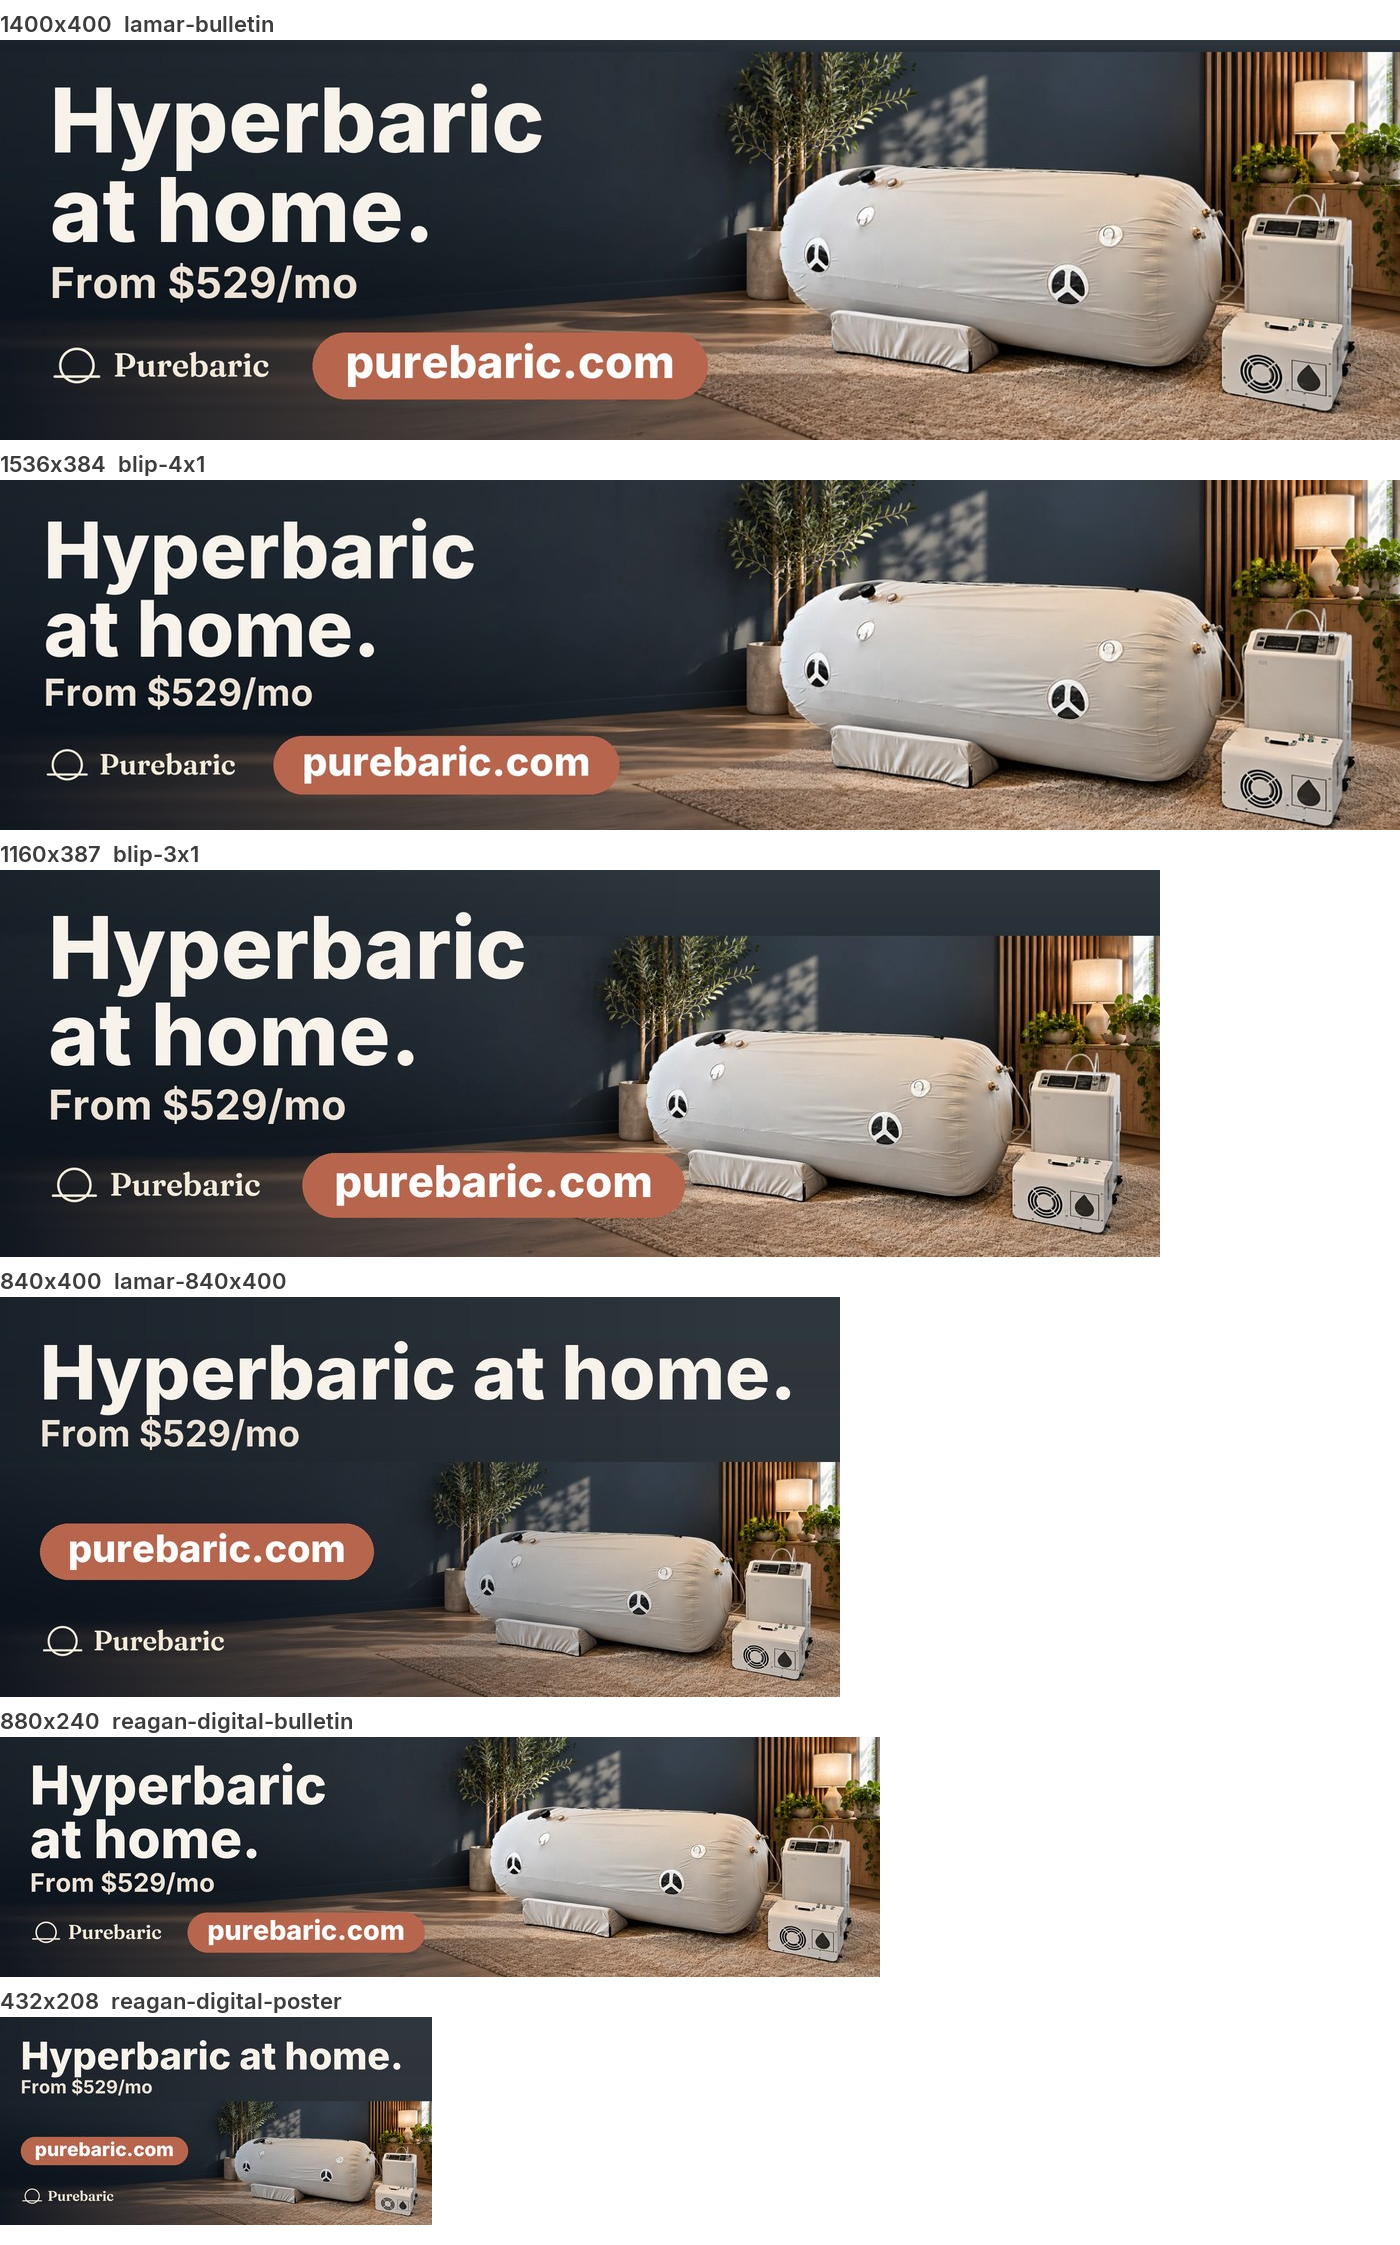 1400x400 lamar-bulletin
Hyperbaric
at home.
From $529/mo
Purebaric
purebaric.com
1536x384 blip-4x1
Hyperbaric
at home.
From $529/mo
Purebaric
purebaric.com
1160x387 blip-3x1
Hyperbaric
at home.
From $529/mo
Purebaric
purebaric.com
840x400 lamar-840x400
Hyperbaric at home.
From $529/mo
purebaric.com
Purebaric
880x240 reagan-digital-bulletin
Hyperbaric
at home.
From $529/mo
Purebaric
purebaric.com
432x208 reagan-digital-poster
Hyperbaric at home.
From $529/mo
purebaric.com
Purebaric